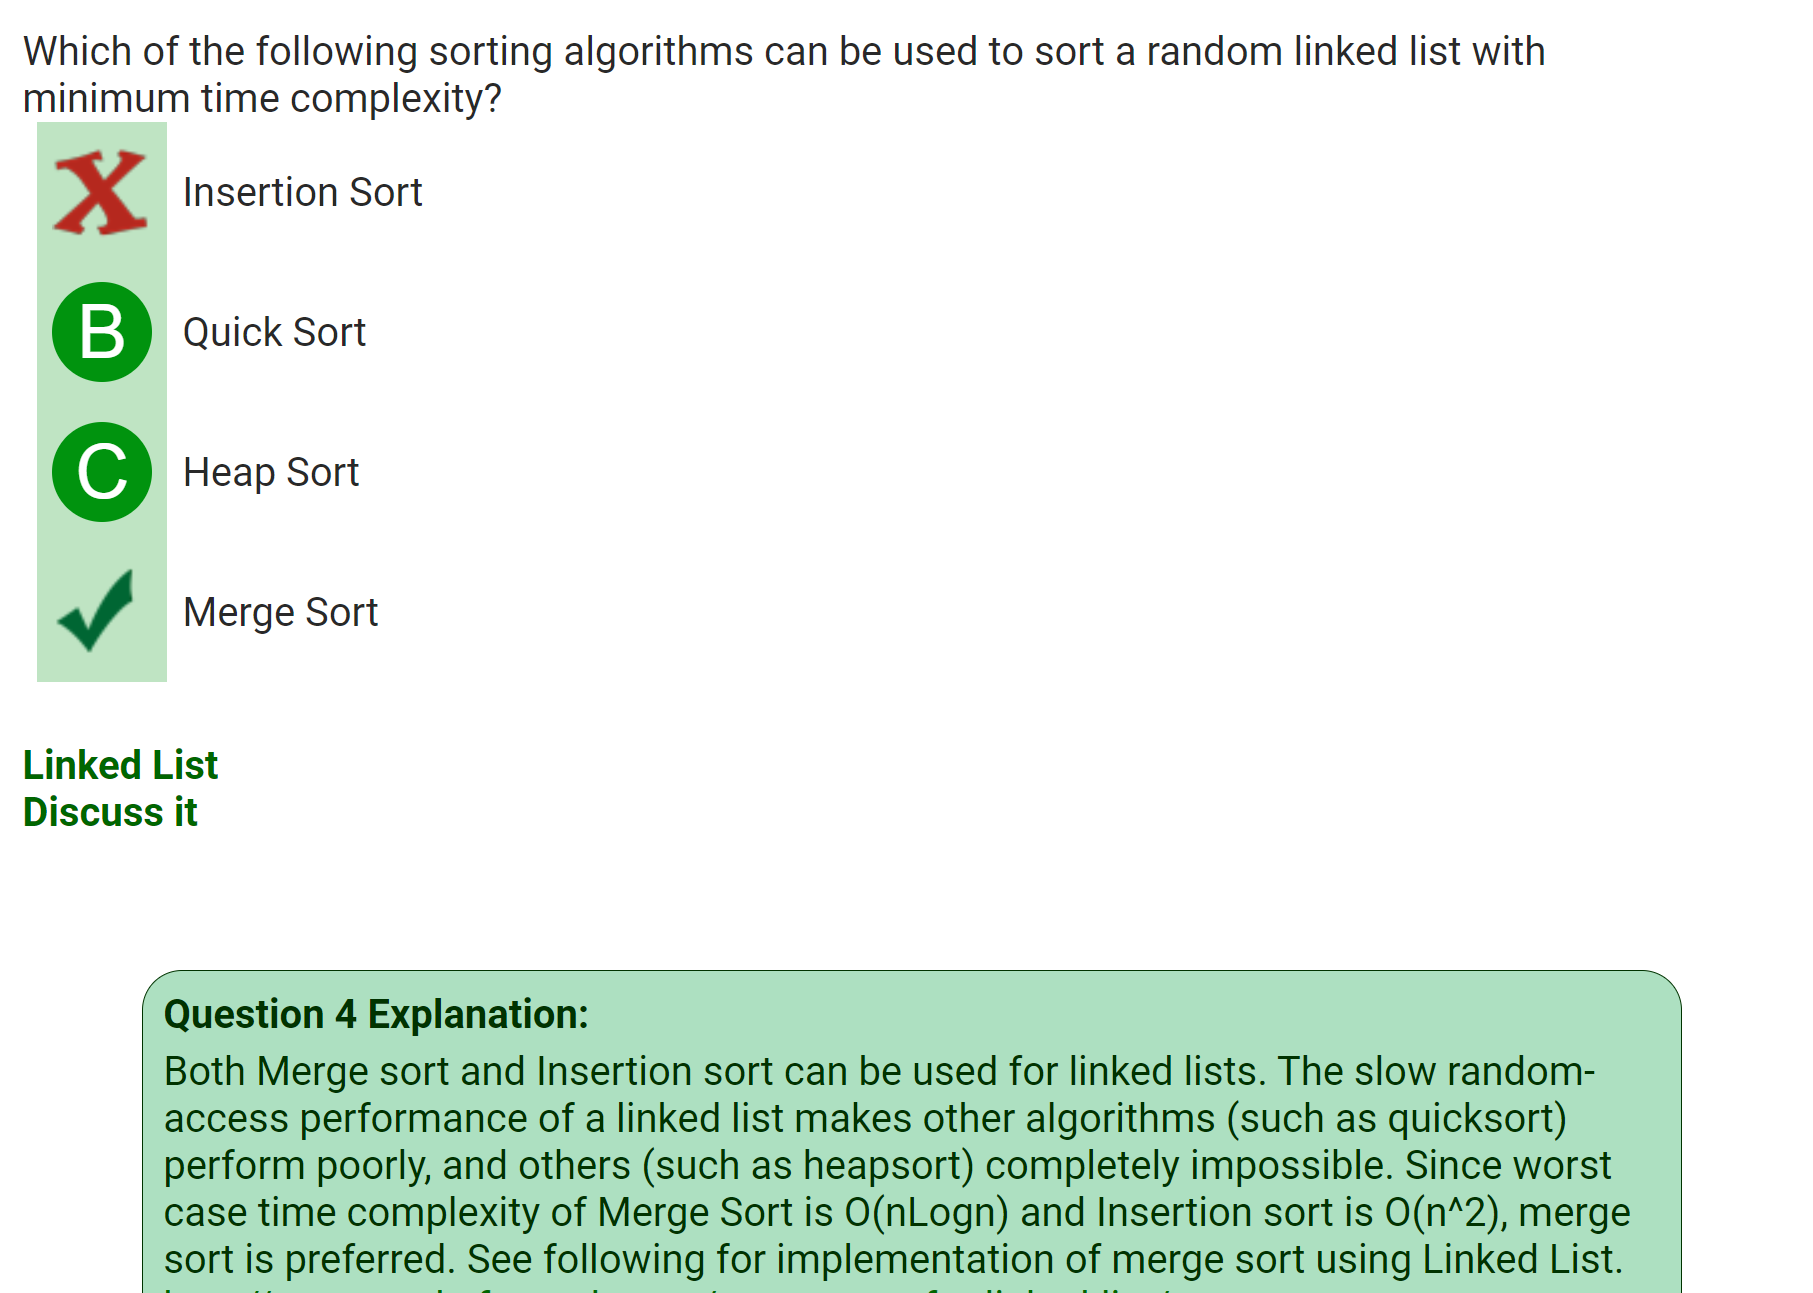 Which of the following sorting algorithms can be used to sort a random linked list with
minimum time complexity?
Insertion Sort
B Quick Sort
C Heap Sort
Merge Sort
Linked List
Discuss it
Question 4 Explanation:
Both Merge sort and Insertion sort can be used for linked lists. The slow random-
access performance of a linked list makes other algorithms (such as quicksort)
perform poorly, and others (such as heapsort) completely impossible. Since worst
case time complexity of Merge Sort is O(nLogn) and Insertion sort is O(n^2), merge
sort is preferred. See following for implementation of merge sort using Linked List.